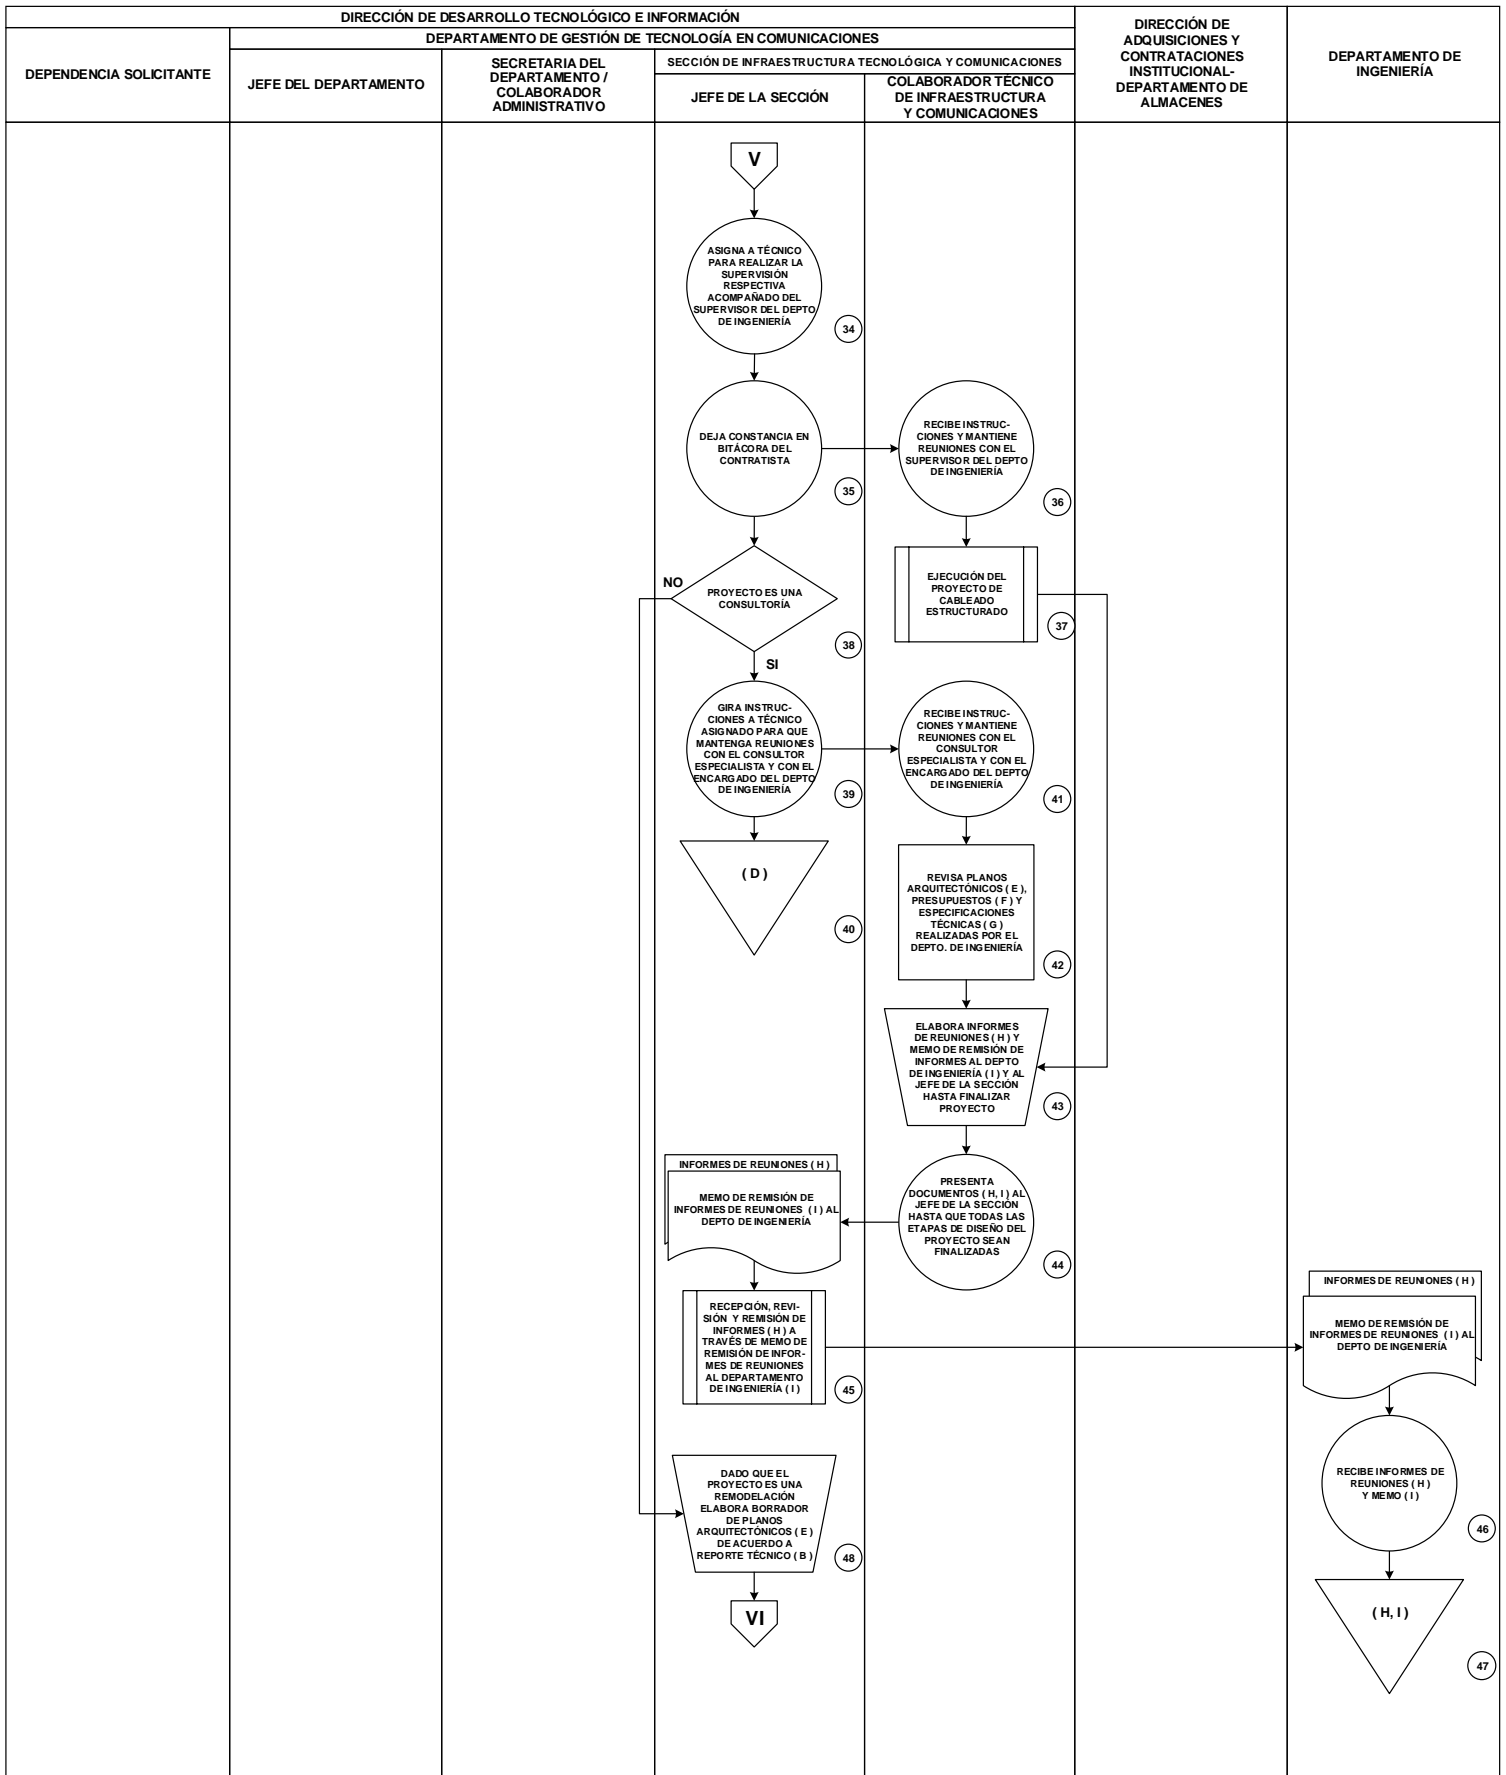 DIRECCIÓN DE DESARROLLO TECNOLÓGICO E INFORMACIÓN
DEPARTAMENTO DE GESTIÓN DE TECNOLOGÍA EN COMUNICACIONES
DEPENDENCIA SOLICITANTE
JEFE DEL DEPARTAMENTO
SECRETARIA DEL
DEPARTAMENTO /
COLABORADOR
ADMINISTRATIVO
SECCIÓN DE INFRAESTRUCTURA TECNOLÓGICA Y COMUNICACIONES
JEFE DE LA SECCIÓN
COLABORADOR TÉCNICO
DE INFRAESTRUCTURA
Y COMUNICACIONES
DIRECCIÓN DE
ADQUISICIONES Y
CONTRATACIONES
INSTITUCIONAL-
DEPARTAMENTO DE
ALMACENES
DEPARTAMENTO DE
INGENIERÍA
V
ASIGNA A TÉCNICO
PARA REALIZAR LA
SUPERVISIÓN
RESPECTIVA
ACOMPAÑADO DEL
SUPERVISOR DEL DEPTO
DE INGENIERÍA
34
DEJA CONSTANCIA EN
BITÁCORA DEL
CONTRATISTA
35
RECIBE INSTRUC-
CIONES Y MANTIENE
REUNIONES CON EL
SUPERVISOR DEL DEPTO
DE INGENIERÍA
36
EJECUCIÓN DEL
PROYECTO DE
CABLEADO
ESTRUCTURADO
37
NO
PROYECTO ES UNA
CONSULTORÍA
38
SI
GIRA INSTRUC-
CIONES A TÉCNICO
ASIGNADO PARA QUE
MANTENGA REUNIONES
CON EL CONSULTOR
ESPECIALISTA Y CON EL
ENCARGADO DEL DEPTO
DE INGENIERÍA
39
RECIBE INSTRUC-
CIONES Y MANTIENE
REUNIONES CON EL
CONSULTOR
ESPECIALISTA Y CON EL
ENCARGADO DEL DEPTO
DE INGENIERÍA
41
( D )
40
REVISA PLANOS
ARQUITECTÓNICOS ( E ),
PRESUPUESTOS ( F ) Y
ESPECIFICACIONES
TÉCNICAS ( G )
REALIZADAS POR EL
DEPTO. DE INGENIERÍA
42
ELABORA INFORMES
DE REUNIONES ( H ) Y
MEMO DE REMISIÓN DE
INFORMES AL DEPTO
DE INGENIERÍA ( I ) Y AL
JEFE DE LA SECCIÓN
HASTA FINALIZAR
PROYECTO
43
INFORMES DE REUNIONES ( H )
MEMO DE REMISIÓN DE
INFORMES DE REUNIONES ( I ) AL
DEPTO DE INGENIERÍA
PRESENTA
DOCUMENTOS ( H, I ) AL
JEFE DE LA SECCIÓN
HASTA QUE TODAS LAS
ETAPAS DE DISEÑO DEL
PROYECTO SEAN
FINALIZADAS
44
RECEPCIÓN, REVI-
SIÓN Y REMISIÓN DE
INFORMES ( H ) A
TRAVÉS DE MEMO DE
REMISIÓN DE INFOR-
MES DE REUNIONES
AL DEPARTAMENTO
DE INGENIERÍA ( I )
45
INFORMES DE REUNIONES ( H )
MEMO DE REMISIÓN DE
INFORMES DE REUNIONES ( I ) AL
DEPTO DE INGENIERÍA
RECIBE INFORMES DE
REUNIONES ( H )
Y MEMO ( I )
46
( H, I )
47
DADO QUE EL
PROYECTO ES UNA
REMODELACIÓN
ELABORA BORRADOR
DE PLANOS
ARQUITECTÓNICOS ( E )
DE ACUERDO A
REPORTE TÉCNICO ( B )
48
VI